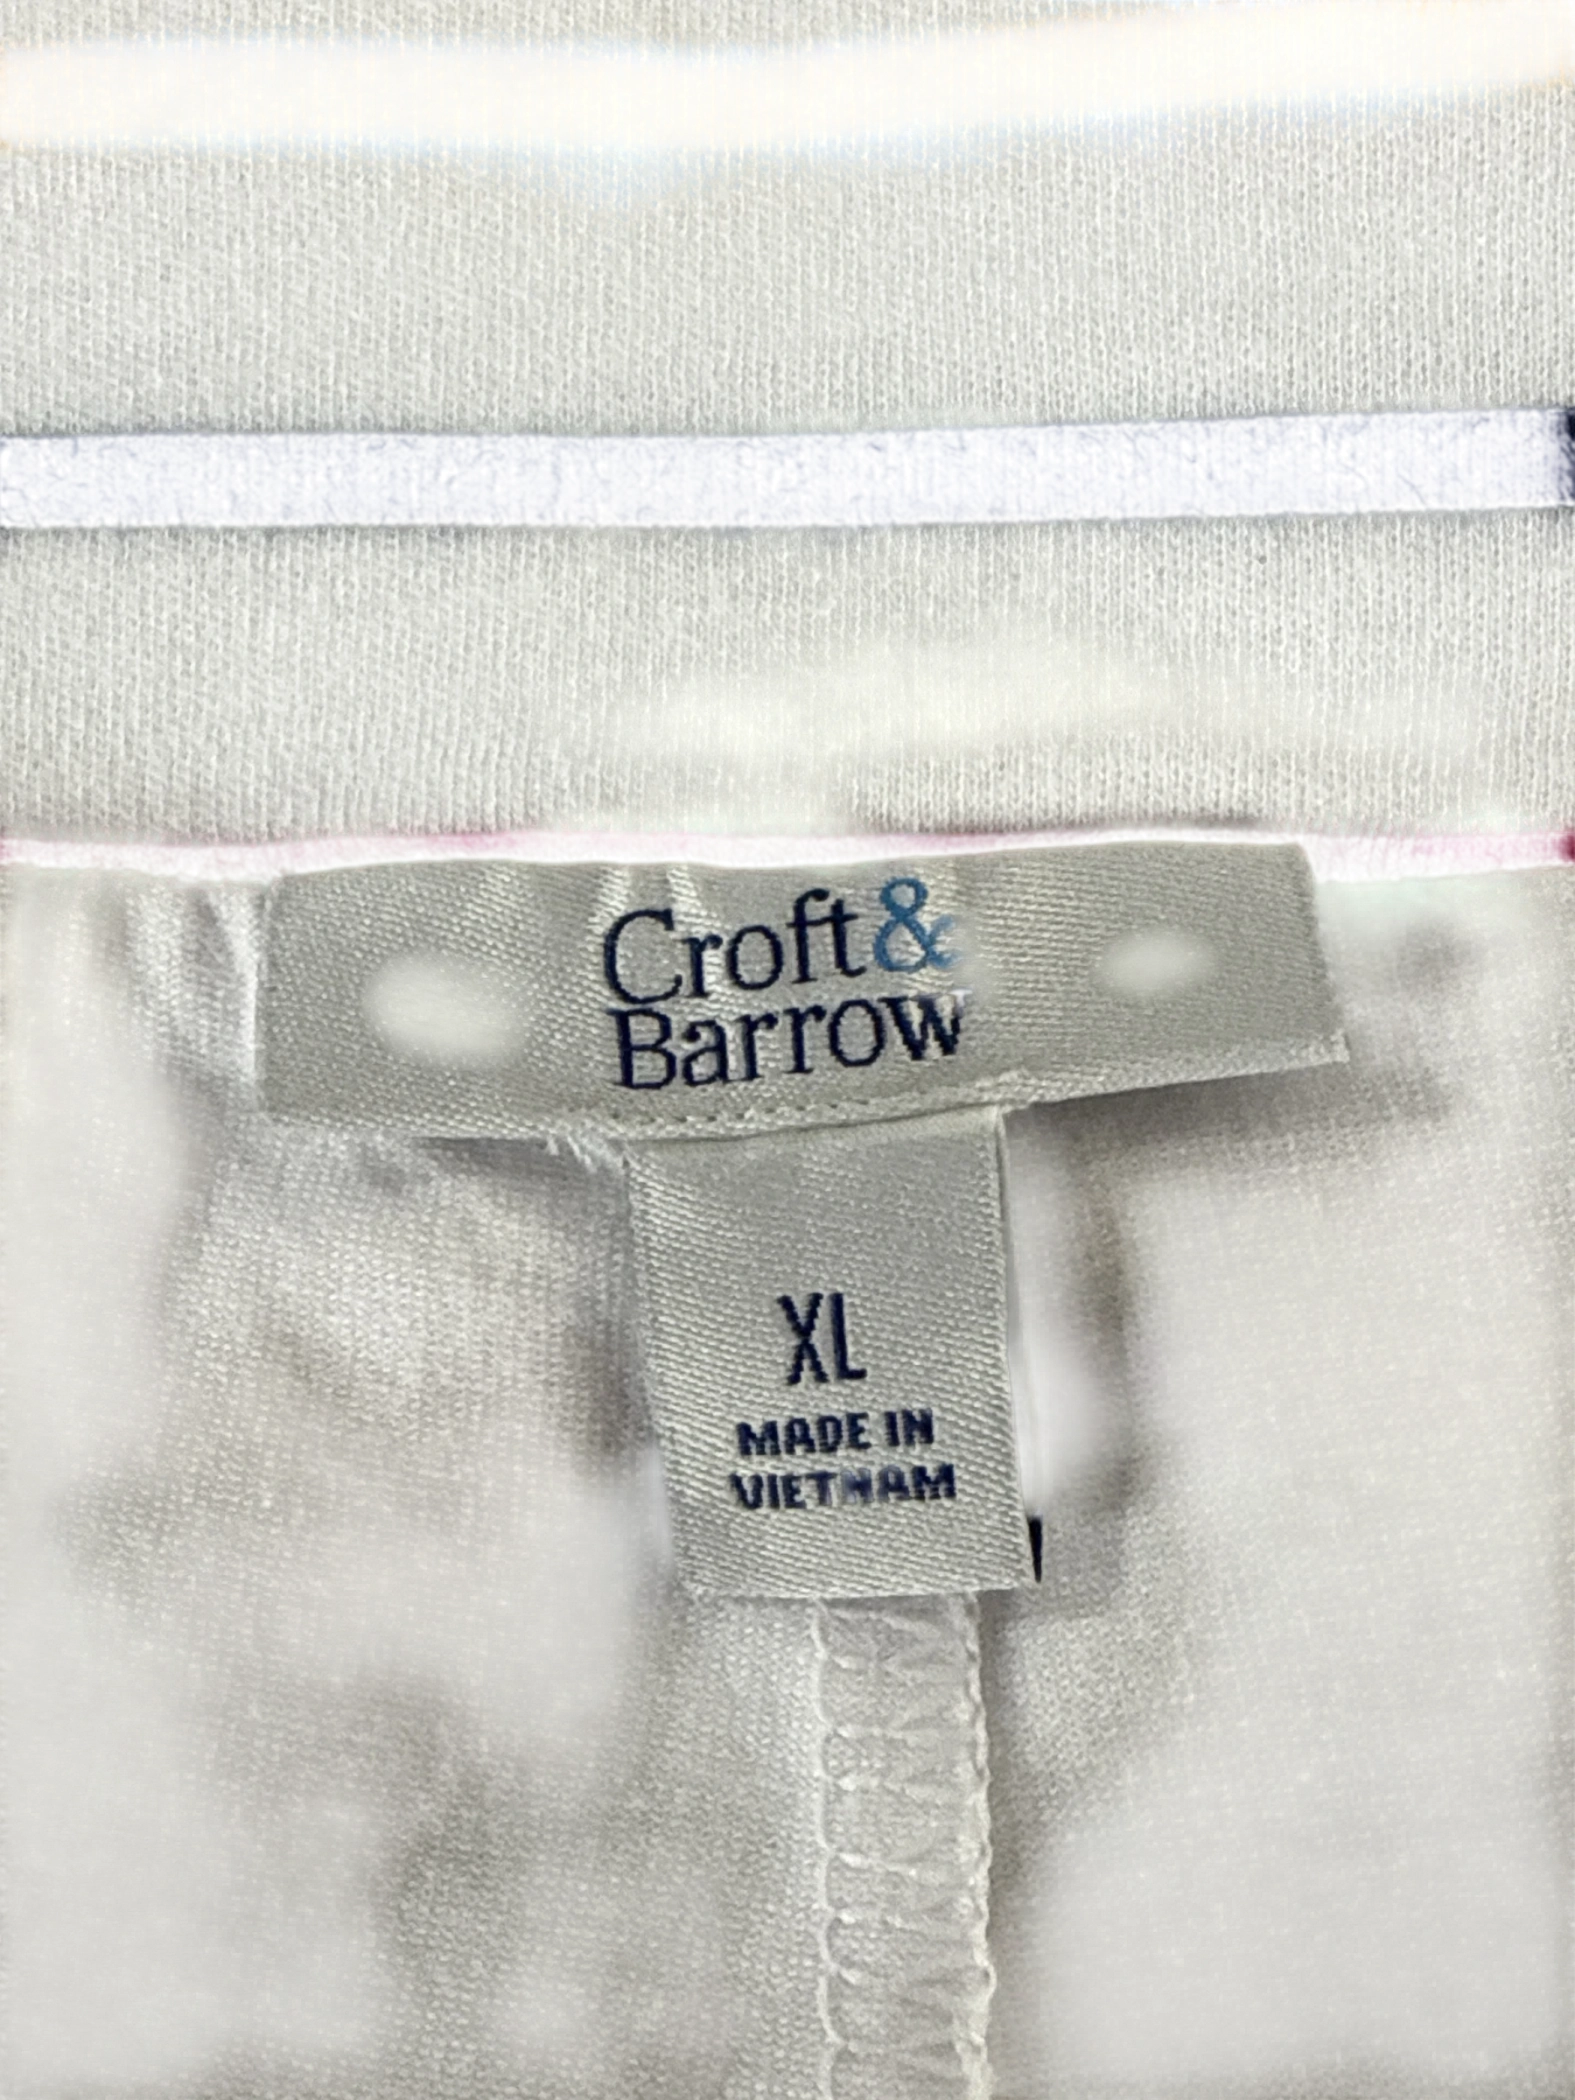 Croft&
Barrow
XL
MADE IN
VIETNAM